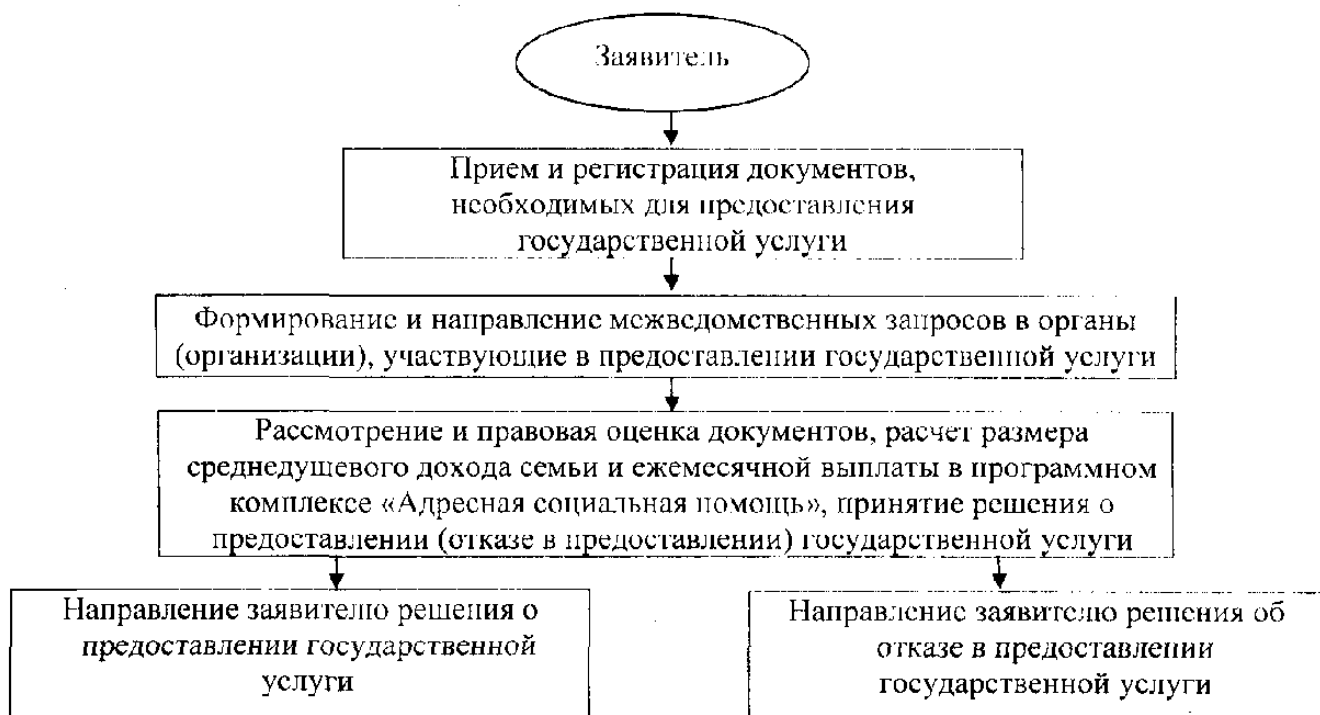 Заявитель
Прием и регистрация документов,
необходимых для предоставления
государственной услуги
Формирование и направление межведомственных запросов в органы
(организации), участвующие в предоставлении государственной услуги
Рассмотрение и правовая оценка документов, расчет размера
среднедушевого дохода семьи и ежемесячной выплаты в программном
комплексе «Адресная социальная помощь», принятие решения о
предоставлении (отказе в предоставлении) государственной услуги
Направление заявителю решения о
предоставлении государственной
услуги
Направление заявителю решения об
отказе в предоставлении
государственной услуги